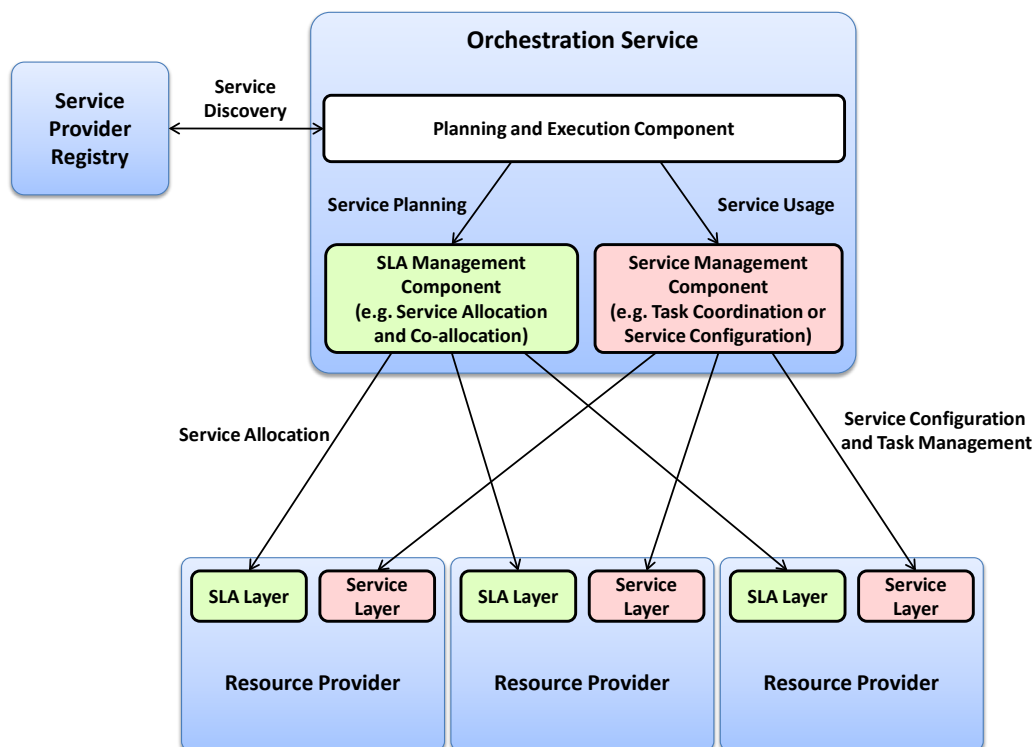 Orchestration Service
Service
Discovery
Service
Provider
Registry
Planning and Execution Component
Service Planning
Service Usage
SLA Management
Component
(e.g. Service Allocation
and Co-allocation)
Service Management
Component
(e.g. Task Coordination or
Service Configuration)
Service Allocation
Service Configuration
and Task Management
SLA Layer
Service
Layer
SLA Layer
Service
Layer
SLA Layer
Service
Layer
Resource Provider
Resource Provider
Resource Provider